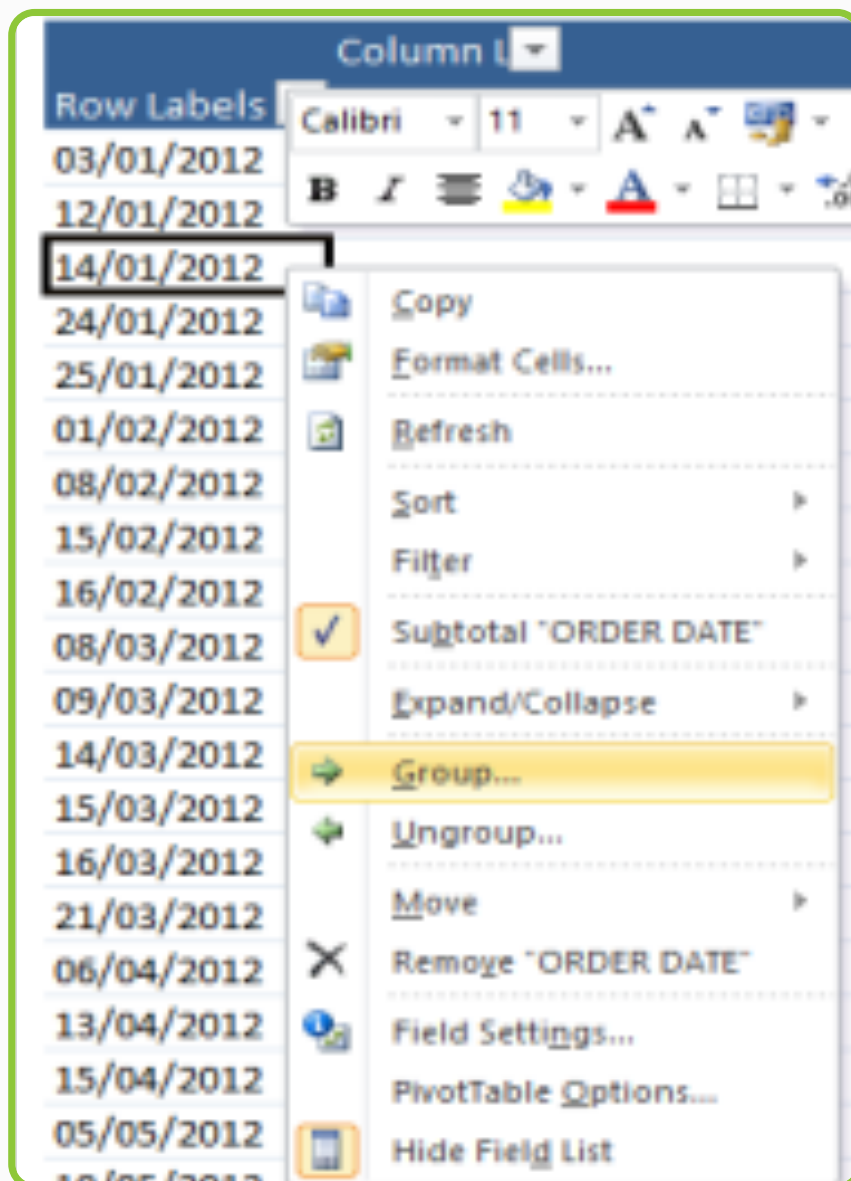 Column L
Row Labels
Calibri 11 A A
B I A .0
03/01/2012
12/01/2012
14/01/2012
24/01/2012
25/01/2012
01/02/2012
08/02/2012
15/02/2012
16/02/2012
08/03/2012
09/03/2012
14/03/2012
15/03/2012
16/03/2012
21/03/2012
06/04/2012
13/04/2012
15/04/2012
05/05/2012
Copy
Format Cells...
Refresh
Sort
Filter
Subtotal "ORDER DATE"
Expand/Collapse
Group...
Ungroup...
Move
Remove "ORDER DATE"
Field Settings...
PivotTable Options...
Hide Field List